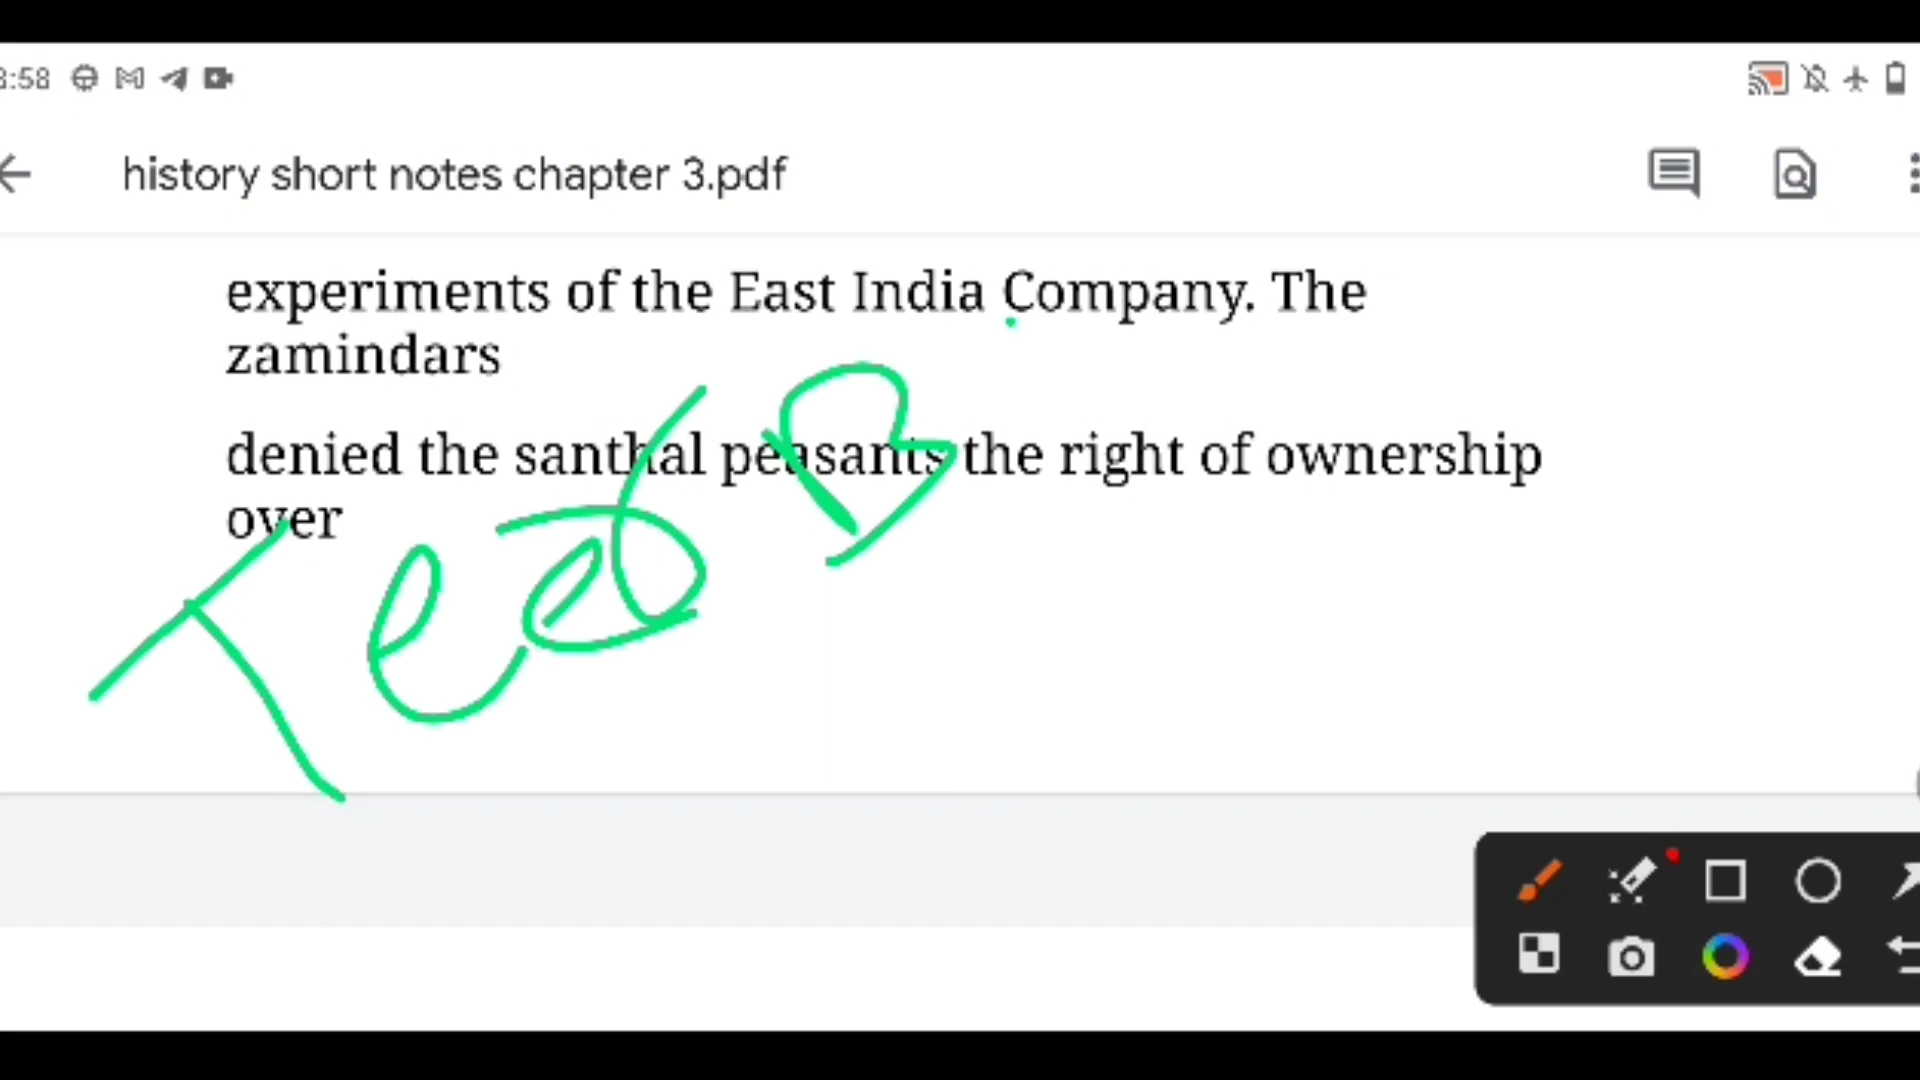 :58
history short notes chapter 3.pdf
experiments of the East India Company. The
zamindars
denied the santhal peasants the right of ownership
over